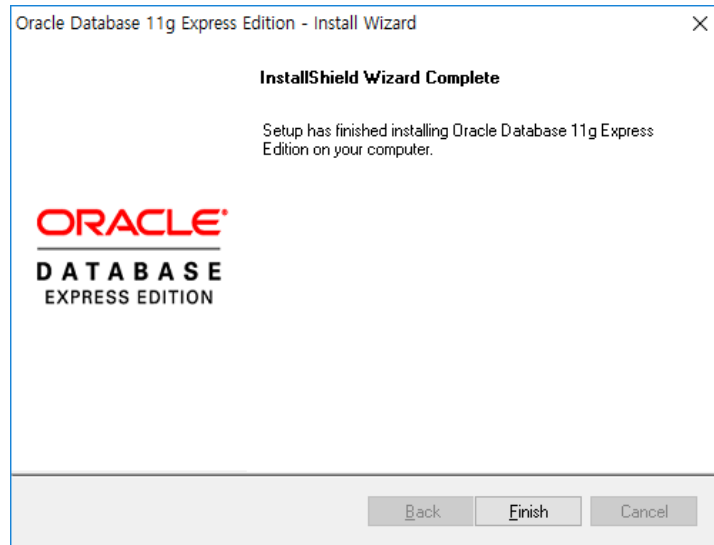 Oracle Database 11g Express Edition - Install Wizard
InstallShield Wizard Complete
Setup has finished installing Oracle Database 11g Express
Edition on your computer.
ORACLE
DATABASE
EXPRESS EDITION
Back
Finish
Cancel